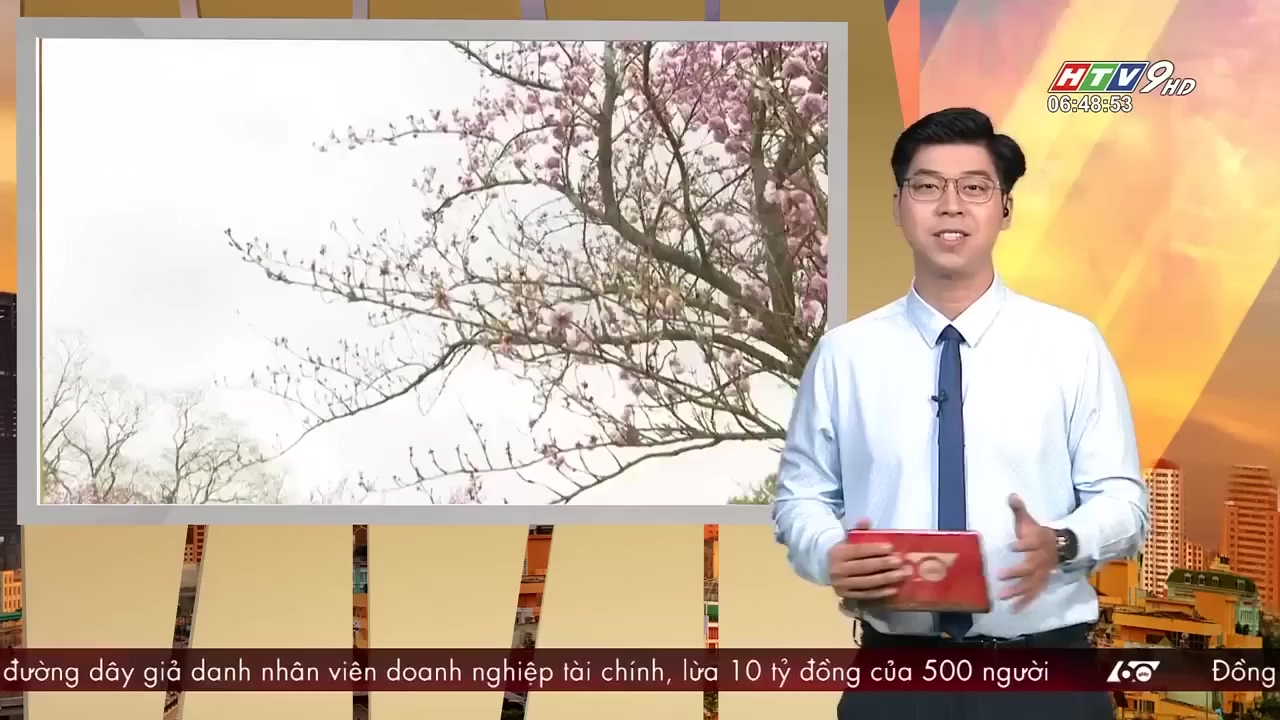 HTV9HD
06:48:53
đường dây giả danh nhân viên doanh nghiệp tài chính, lừa 10 tỷ đồng của 500 người
Đồng